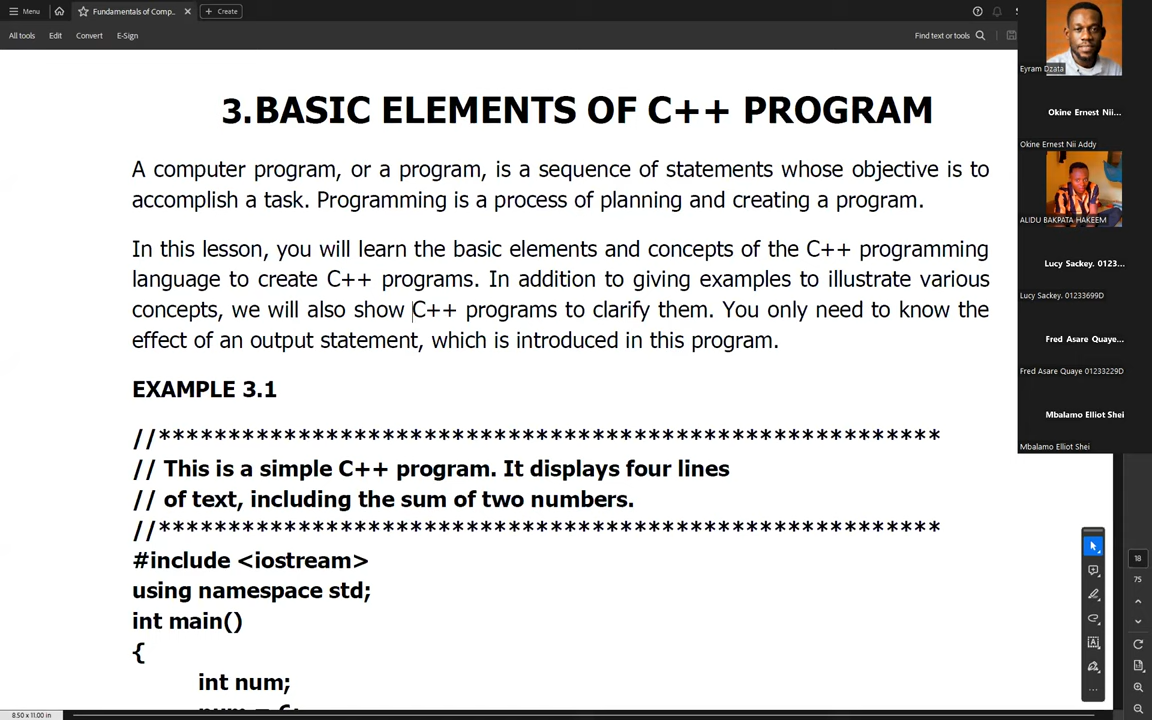 Menu
Fundamentals of Comp...
Create
All tools
Edit
Convert
E-Sign
Find text or tools
3.BASIC ELEMENTS OF C++ PROGRAM
A computer program, or a program, is a sequence of statements whose objective is to
accomplish a task. Programming is a process of planning and creating a program.
In this lesson, you will learn the basic elements and concepts of the C++ programming
language to create C++ programs. In addition to giving examples to illustrate various
concepts, we will also show C++ programs to clarify them. You only need to know the
effect of an output statement, which is introduced in this program.
EXAMPLE 3.1
//********************************************************
// This is a simple C++ program. It displays four lines
// of text, including the sum of two numbers.
//********************************************************
#include <iostream>
using namespace std;
int main()
{
int num;
num = 6;
8.50 x 11.00 in
18
75
Eyram Dzata
Okine Ernest Nii...
Okine Ernest Nii Addy
ALIDU BAKPATA HAKEEM
Lucy Sackey. 0123...
Lucy Sackey. 01233699D
Fred Asare Quaye...
Fred Asare Quaye 01233229D
Mbalamo Elliot Shei
Mbalamo Elliot Shei